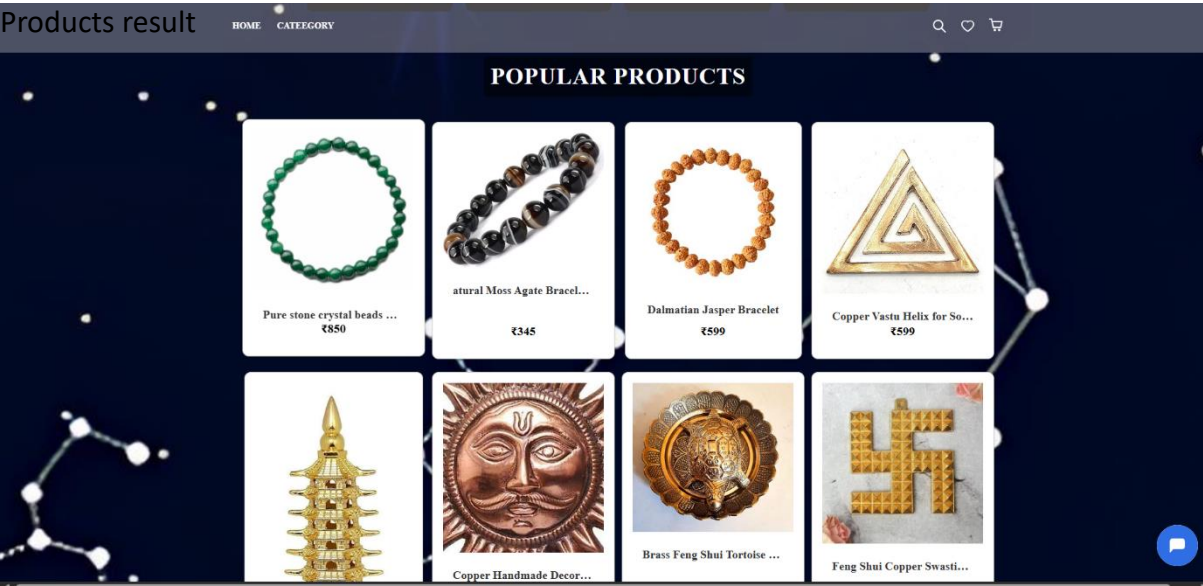 Products result
HOME CATEEGORY
POPULAR PRODUCTS
Pure stone crystal beads ...
₹850
atural Moss Agate Bracel...
₹345
Dalmatian Jasper Bracelet
₹599
Copper Vastu Helix for So...
₹599
Copper Handmade Decor...
Brass Feng Shui Tortoise ...
Feng Shui Copper Swasti...